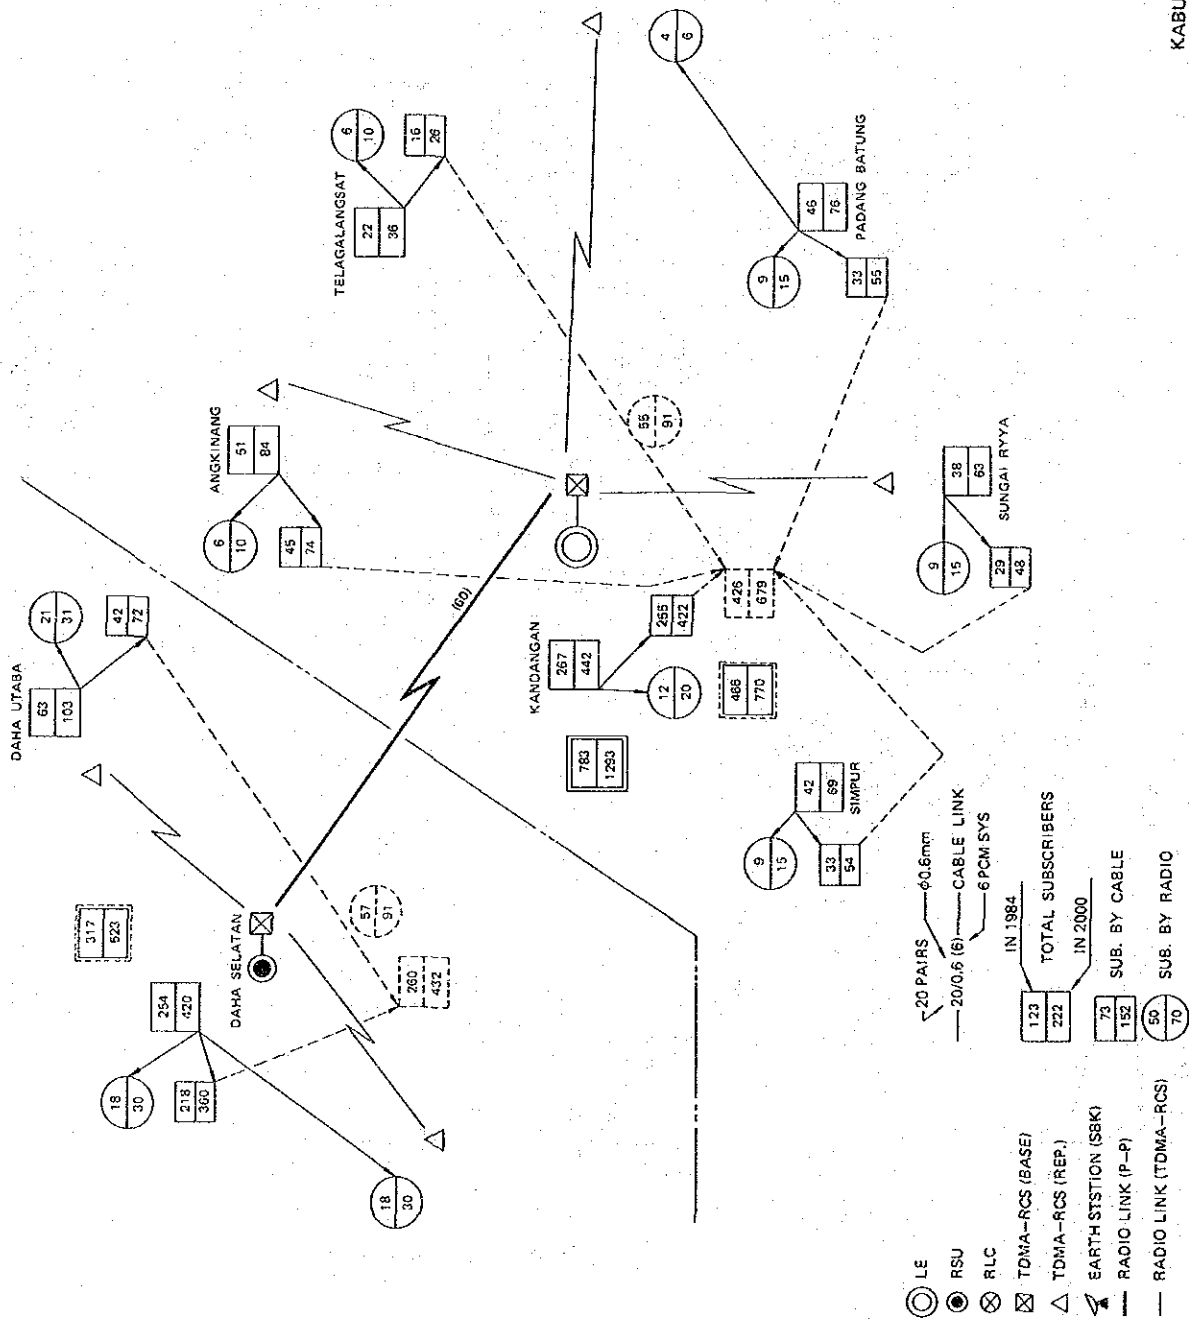 DAHA UTABA
63
103
21
31
42
72
ANGKINANG
51
84
6
10
45
74
TELAGALANGSAT
22
36
6
10
16
26
4
6
46
76
PADANG BATUNG
9
15
33
55
55
91
38
63
SUNGAI RYYA
9
15
29
48
426
679
KANDANGAN
267
442
255
422
12
20
466
770
783
1293
42
69
SIMPUR
9
15
33
54
(60)
317
523
DAHA SELATAN
57
91
260
432
254
420
18
30
218
360
18
30
LE
RSU
RLC
TDMA-RCS (BASE)
TDMA-RCS (REP.)
EARTH STSTION (SBK)
RADIO LINK (P-P)
RADIO LINK (TDMA-RCS)
20 PAIRS
φ0.6mm
20/0.6 (6)
CABLE LINK
6 PCM SYS
IN 1984
123
222
TOTAL SUBSCRIBERS
IN 2000
73
152
SUB. BY CABLE
50
70
SUB. BY RADIO
KABU